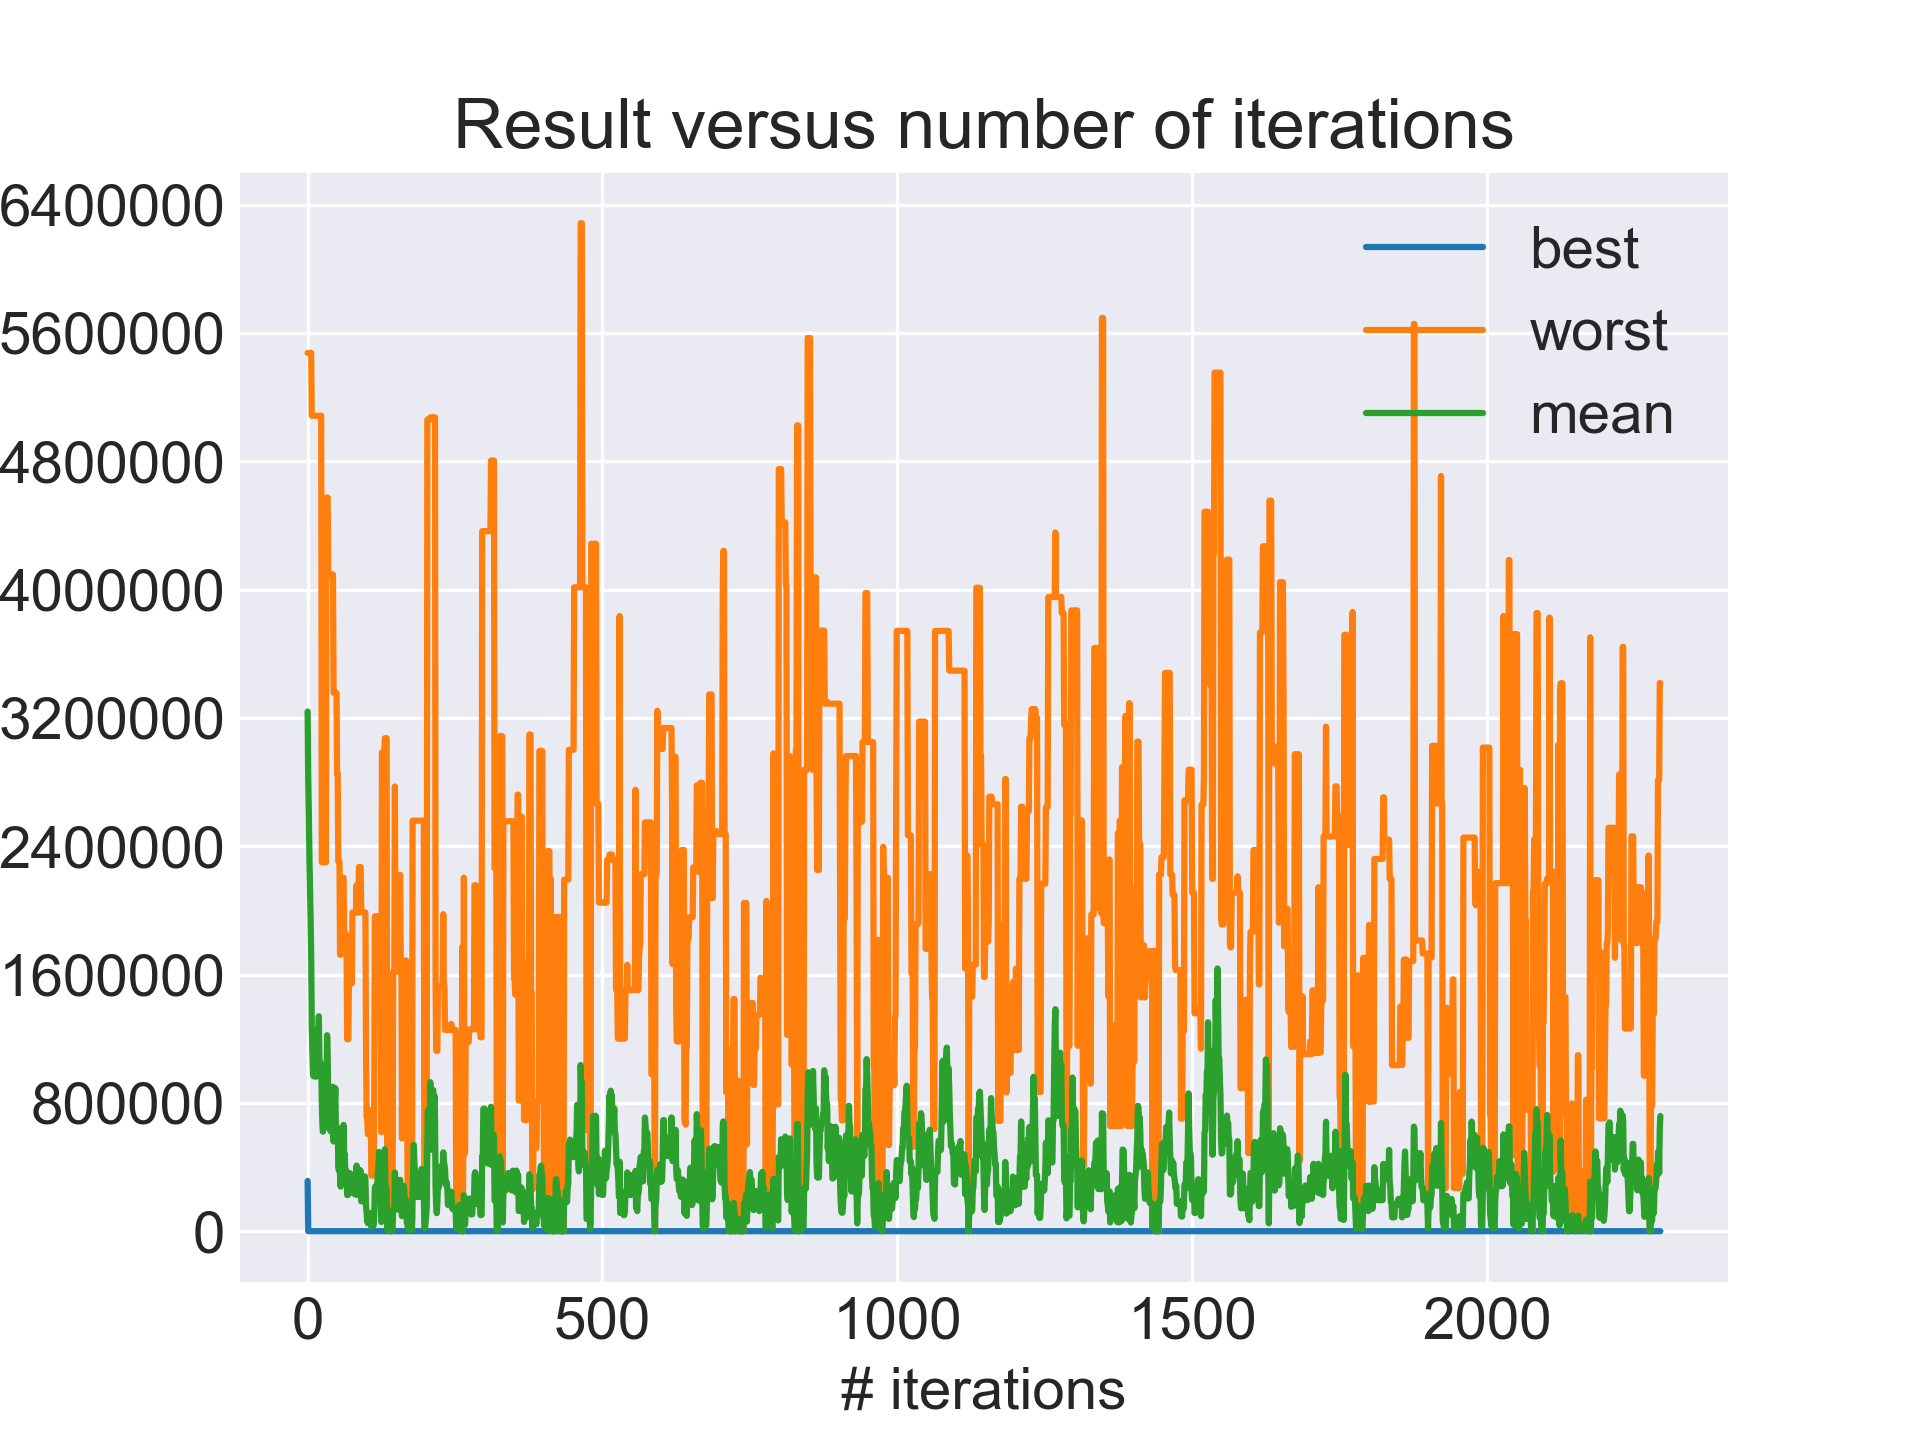 Result versus number of iterations
6400000
5600000
4800000
4000000
3200000
2400000
1600000
800000
0
best
worst
mean
0 500 1000 1500 2000
# iterations